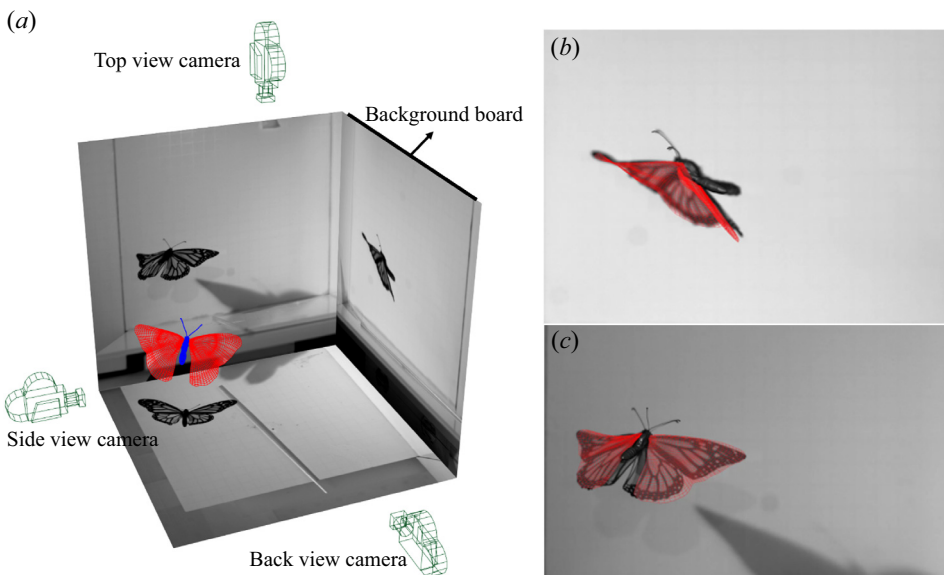 (a)
Top view camera
Background board
Side view camera
Back view camera
(b)
(c)